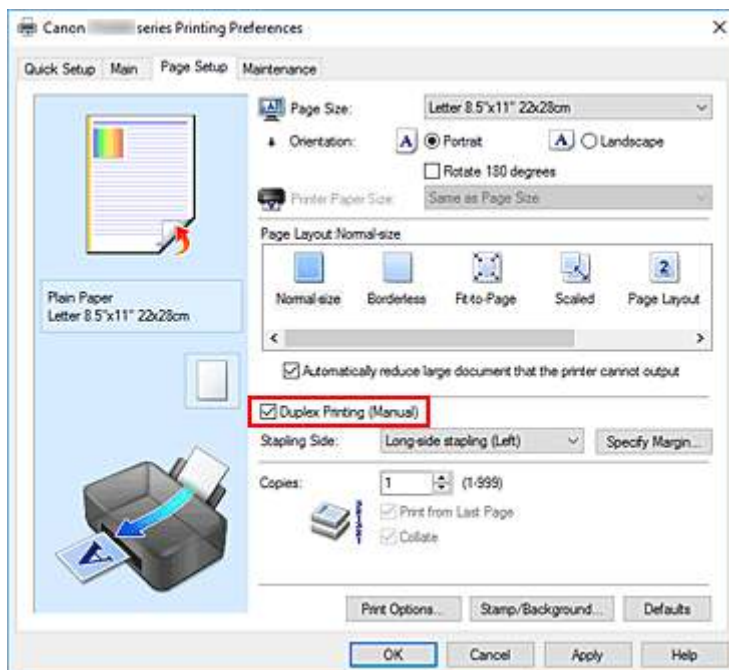 Canon series Printing Preferences
Quick Setup Main Page Setup Maintenance
Page Size: Letter 8.5"x11" 22x28cm
Orientation: A Portrait A Landscape
Rotate 180 degrees
Printer Paper Size: Same as Page Size
Page Layout:Normal-size
Normal-size Borderless Fit-to-Page Scaled Page Layout
Plain Paper
Letter 8.5"x11" 22x28cm
Automatically reduce large document that the printer cannot output
Duplex Printing (Manual)
Stapling Side: Long-side stapling (Left) Specify Margin...
Copies: 1 (1-999)
Print from Last Page
Collate
Print Options... Stamp/Background... Defaults
OK Cancel Apply Help